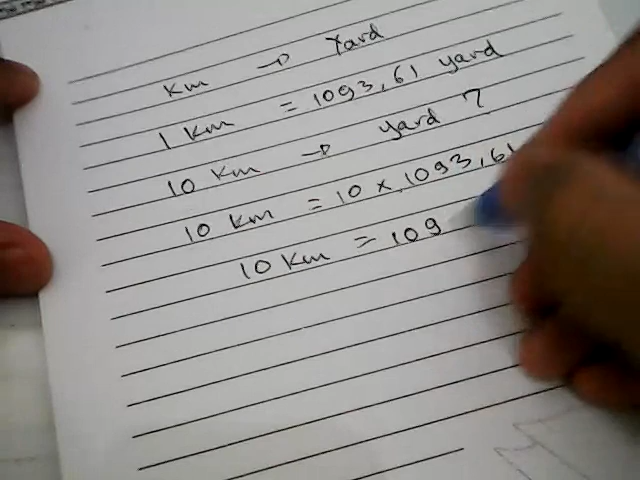 Km → Yard
1 Km = 1093,61 yard
10 Km → yard ?
10 Km = 10 x 1093,61
10 Km = 109